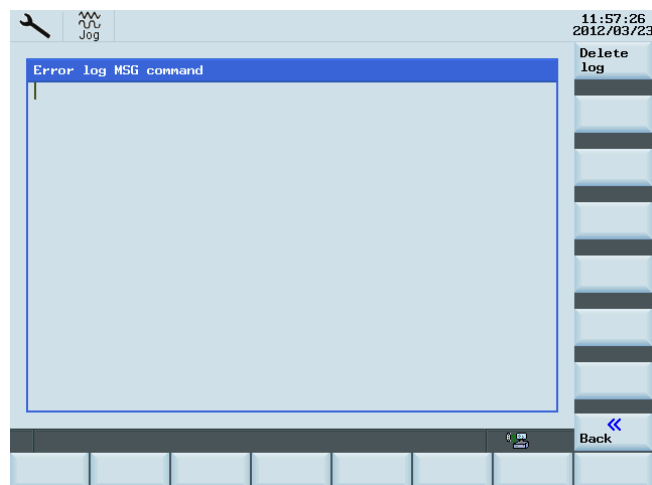 11:57:26
Jog
2012/03/23
Delete
log
Error log MSG command
Back